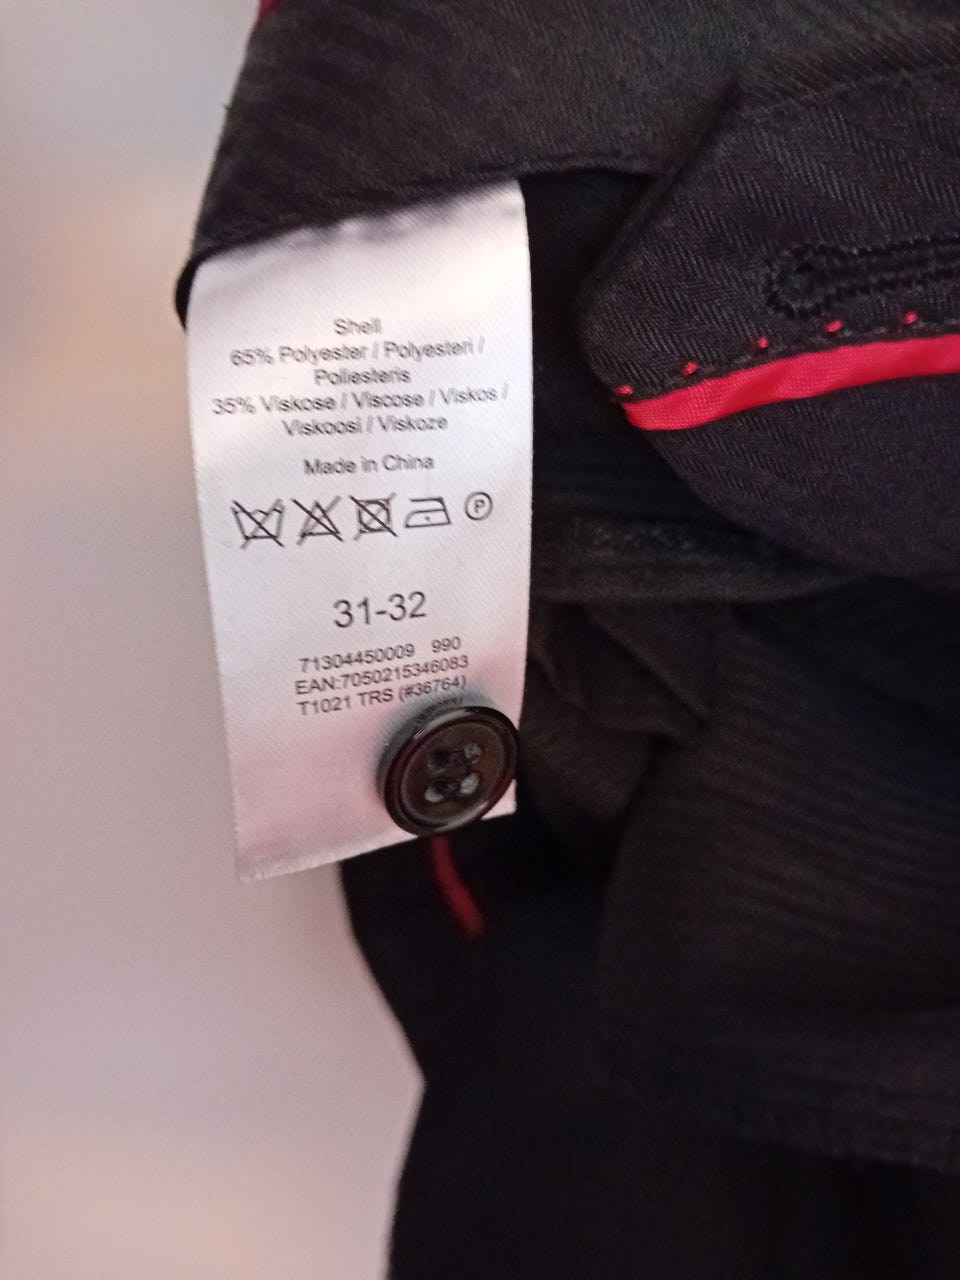 Shell
65% Polyester / Polyesteri /
Poliesteris
35% Viskose / Viscose / Viskos /
Viskoosi / Viskoze
Made in China
P
31-32
71304450009 990
EAN:7050215346083
T1021 TRS (#36764)